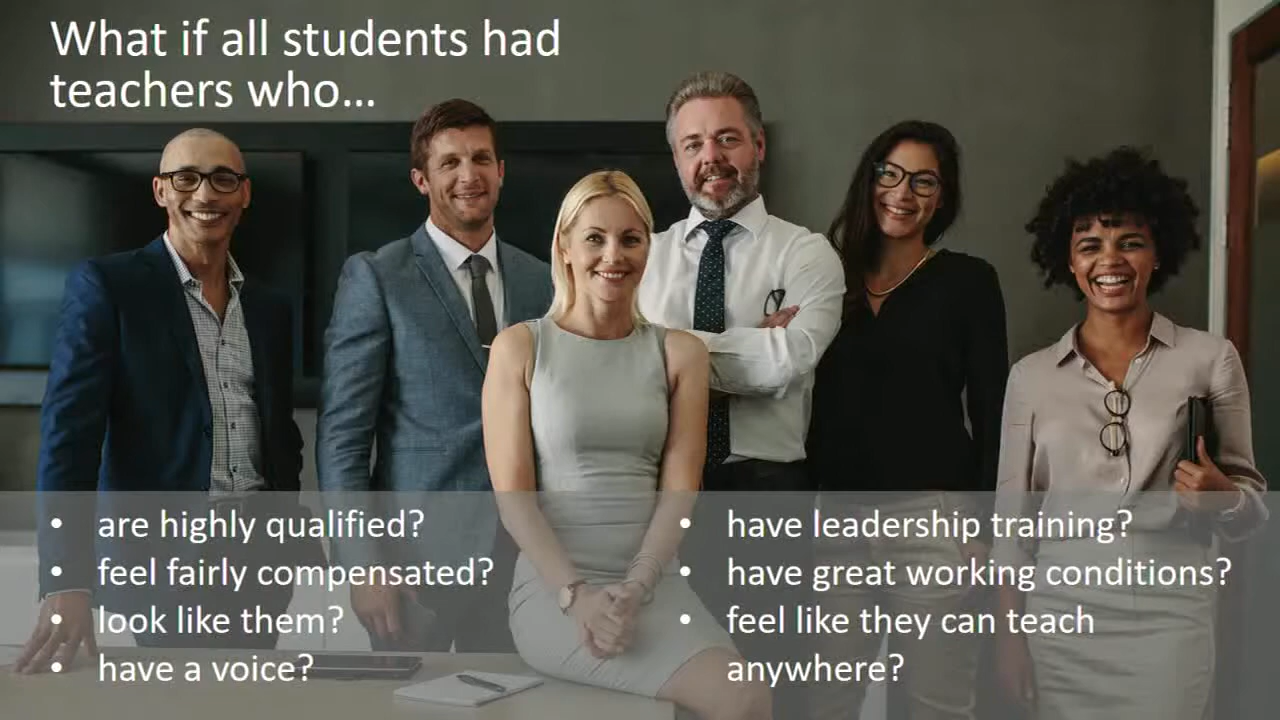 What if all students had
teachers who…
• are highly qualified?
• feel fairly compensated?
• look like them?
• have a voice?
• have leadership training?
• have great working conditions?
• feel like they can teach
anywhere?